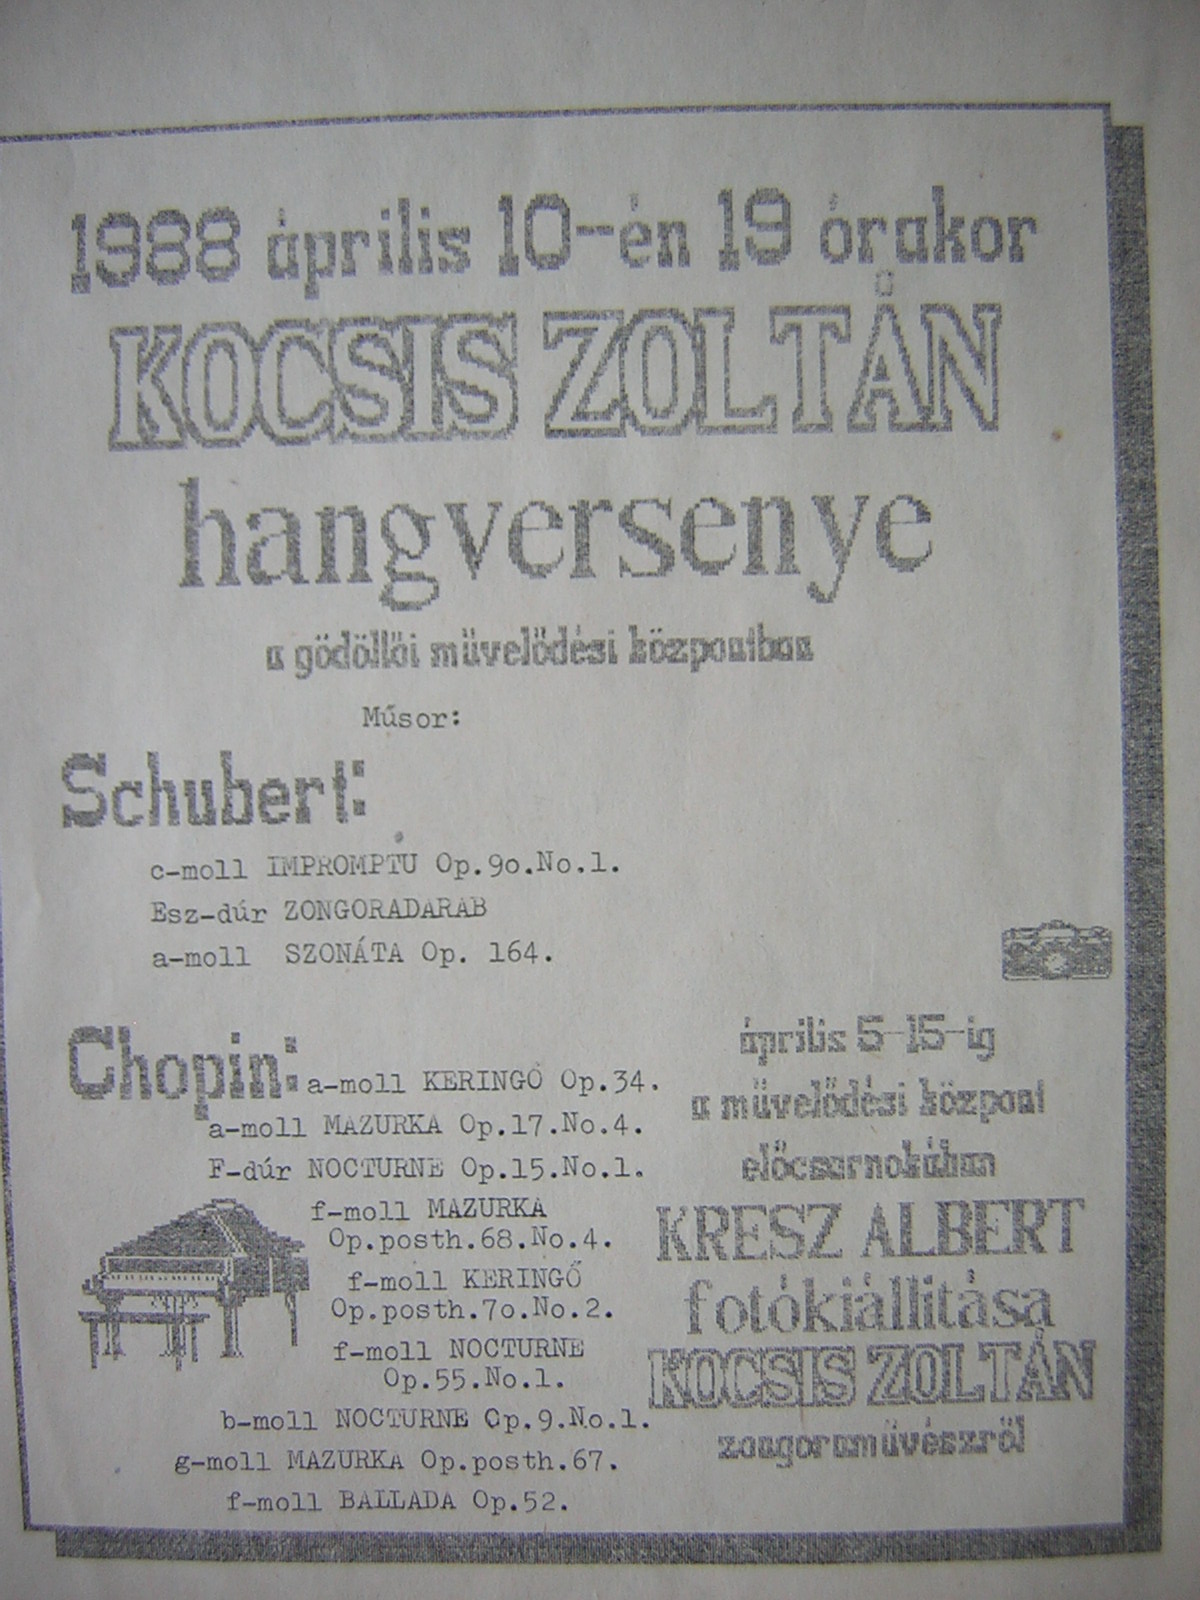 1988 április 10-én 19 órakor
KOCSIS ZOLTÁN
hangversenye
a gödöllői művelődési központban
Műsor:
Schubert:
c-moll IMPROMPTU Op.9o.No.1.
Esz-dúr ZONGORADARAB
a-moll SZONÁTA Op. 164.
Chopin: a-moll KERINGŐ Op.34.
a-moll MAZURKA Op.17.No.4.
F-dúr NOCTURNE Op.15.No.1.
f-moll MAZURKA
Op.posth.68.No.4.
f-moll KERINGŐ
Op.posth.7o.No.2.
f-moll NOCTURNE
Op.55.No.1.
b-moll NOCTURNE Op.9.No.1.
g-moll MAZURKA Op.posth.67.
f-moll BALLADA Op.52.
április 5-15-ig
a művelődési központ
előcsarnokában
KRESZ ALBERT
fotókiállitása
KOCSIS ZOLTÁN
zongoraművészről